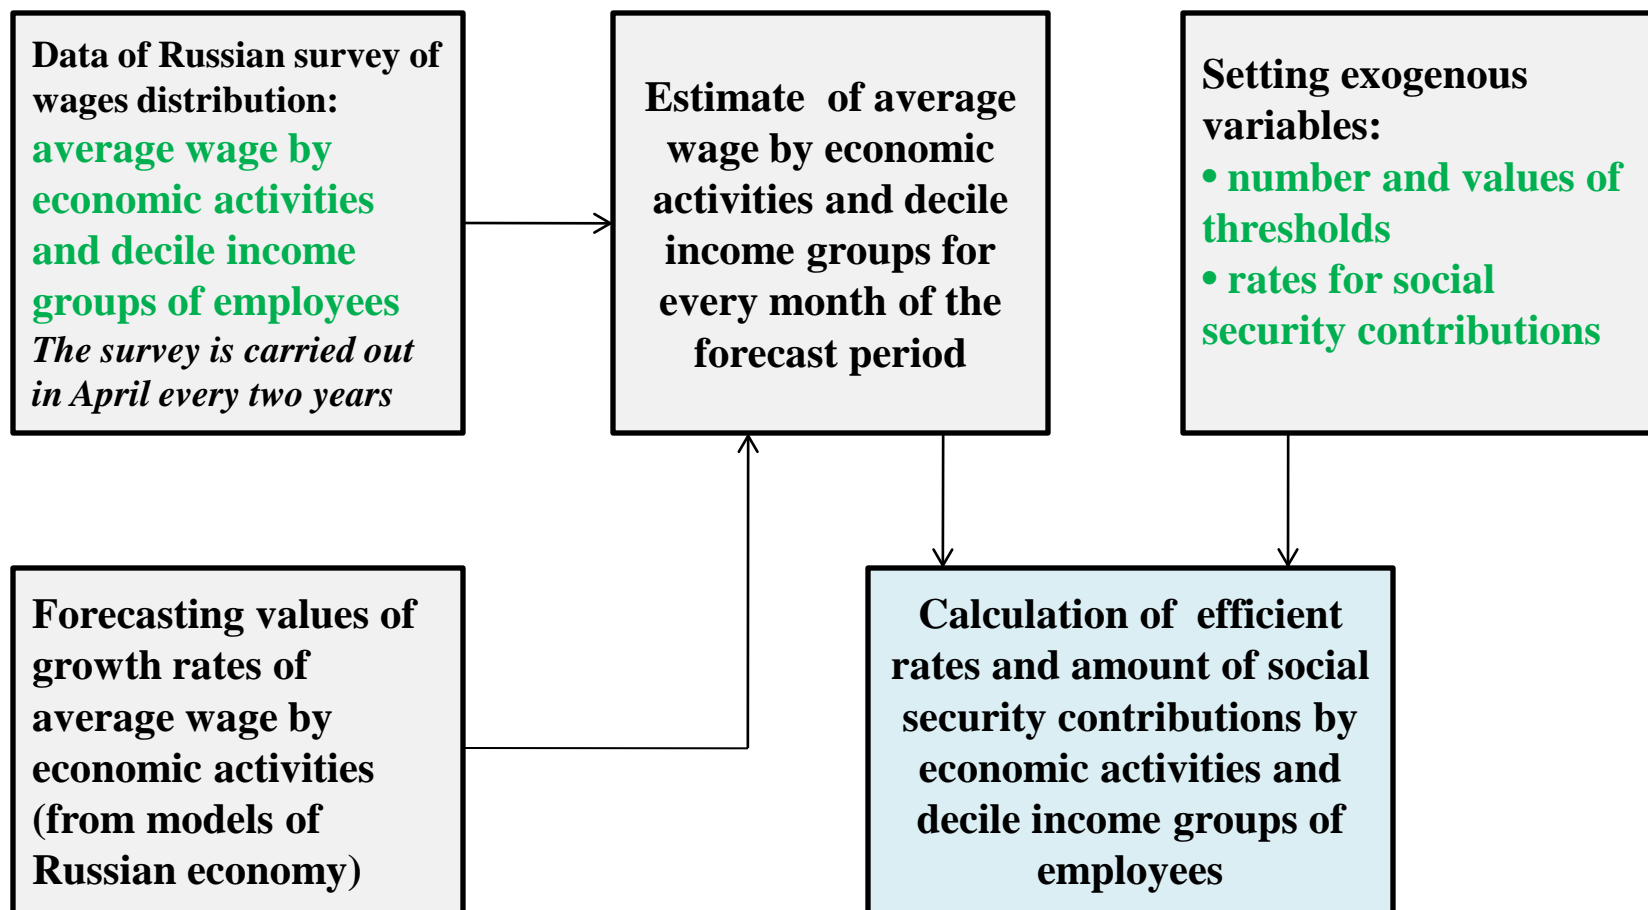 Data of Russian survey of
wages distribution:
average wage by
economic activities
and decile income
groups of employees
The survey is carried out
in April every two years
Estimate of average
wage by economic
activities and decile
income groups for
every month of the
forecast period
Setting exogenous
variables:
• number and values of
thresholds
• rates for social
security contributions
Forecasting values of
growth rates of
average wage by
economic activities
(from models of
Russian economy)
Calculation of efficient
rates and amount of social
security contributions by
economic activities and
decile income groups of
employees